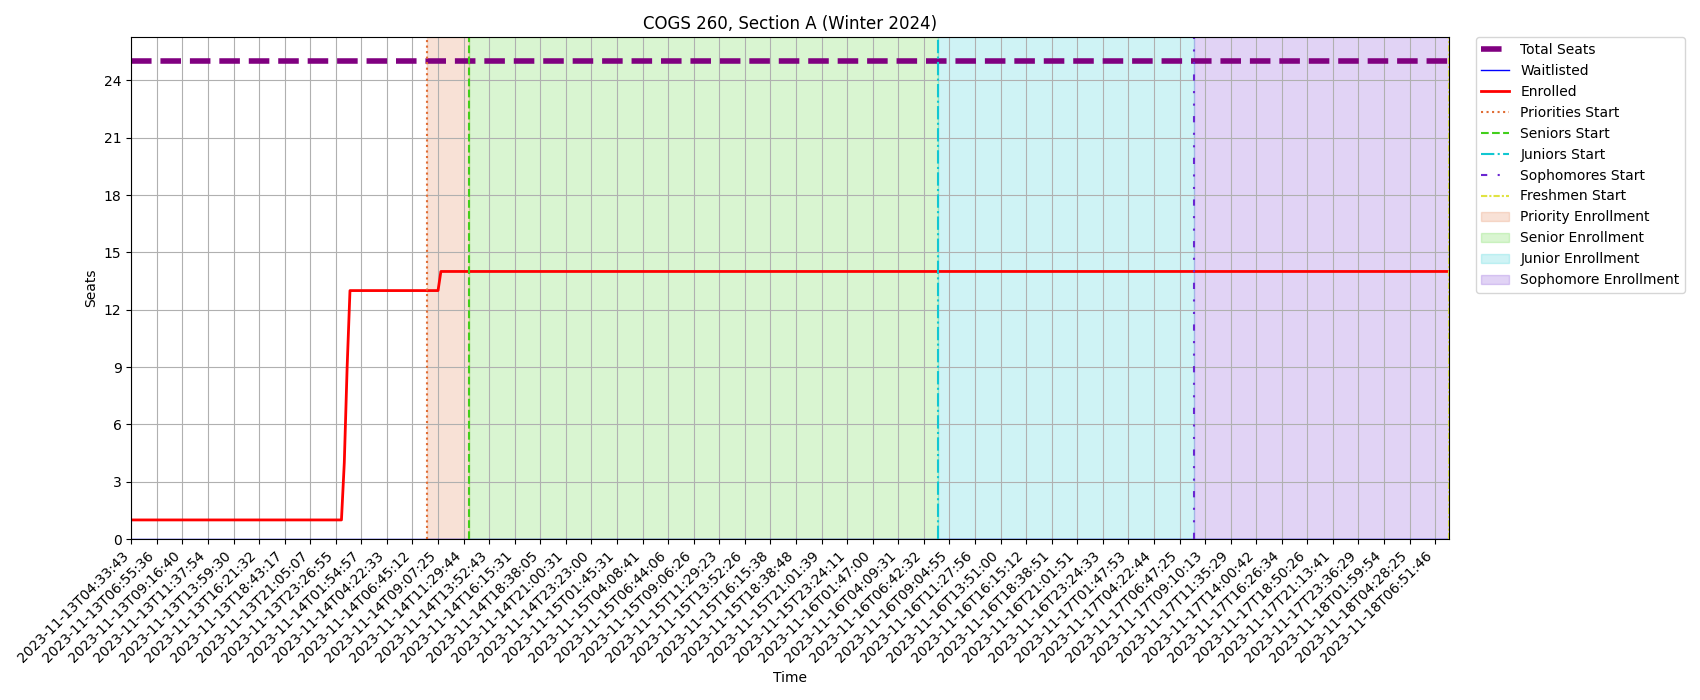 COGS 260, Section A (Winter 2024)
Total Seats
Waitlisted
Enrolled
Priorities Start
Seniors Start
Juniors Start
Sophomores Start
Freshmen Start
Priority Enrollment
Senior Enrollment
Junior Enrollment
Sophomore Enrollment
Seats
24
21
18
15
12
9
6
3
0
2023-11-13T04:33:43
2023-11-13T06:55:36
2023-11-13T09:16:40
2023-11-13T11:37:54
2023-11-13T13:59:30
2023-11-13T16:21:32
2023-11-13T18:43:17
2023-11-13T21:05:07
2023-11-13T23:26:55
2023-11-14T01:54:57
2023-11-14T04:22:33
2023-11-14T06:45:12
2023-11-14T09:07:25
2023-11-14T11:29:44
2023-11-14T13:52:43
2023-11-14T16:15:31
2023-11-14T18:38:05
2023-11-14T21:00:31
2023-11-14T23:23:00
2023-11-15T01:45:31
2023-11-15T04:08:41
2023-11-15T06:44:06
2023-11-15T09:06:26
2023-11-15T11:29:23
2023-11-15T13:52:26
2023-11-15T16:15:38
2023-11-15T18:38:48
2023-11-15T21:01:39
2023-11-15T23:24:11
2023-11-16T01:47:00
2023-11-16T04:09:31
2023-11-16T06:42:32
2023-11-16T09:04:55
2023-11-16T11:27:56
2023-11-16T13:51:00
2023-11-16T16:15:12
2023-11-16T18:38:51
2023-11-16T21:01:51
2023-11-16T23:24:33
2023-11-17T01:47:53
2023-11-17T04:22:44
2023-11-17T06:47:25
2023-11-17T09:10:13
2023-11-17T11:35:29
2023-11-17T14:00:42
2023-11-17T16:26:34
2023-11-17T18:50:26
2023-11-17T21:13:41
2023-11-17T23:36:29
2023-11-18T01:59:54
2023-11-18T04:28:25
2023-11-18T06:51:46
Time